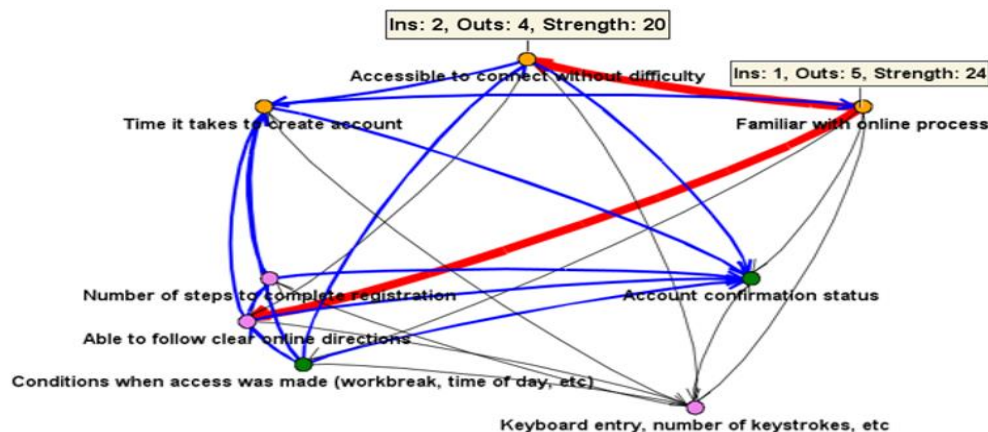 Ins: 2, Outs: 4, Strength: 20
Accessible to connect without difficulty
Ins: 1, Outs: 5, Strength: 24
Time it takes to create account
Familiar with online process
Number of steps to complete registration
Account confirmation status
Able to follow clear online directions
Conditions when access was made (workbreak, time of day, etc)
Keyboard entry, number of keystrokes, etc